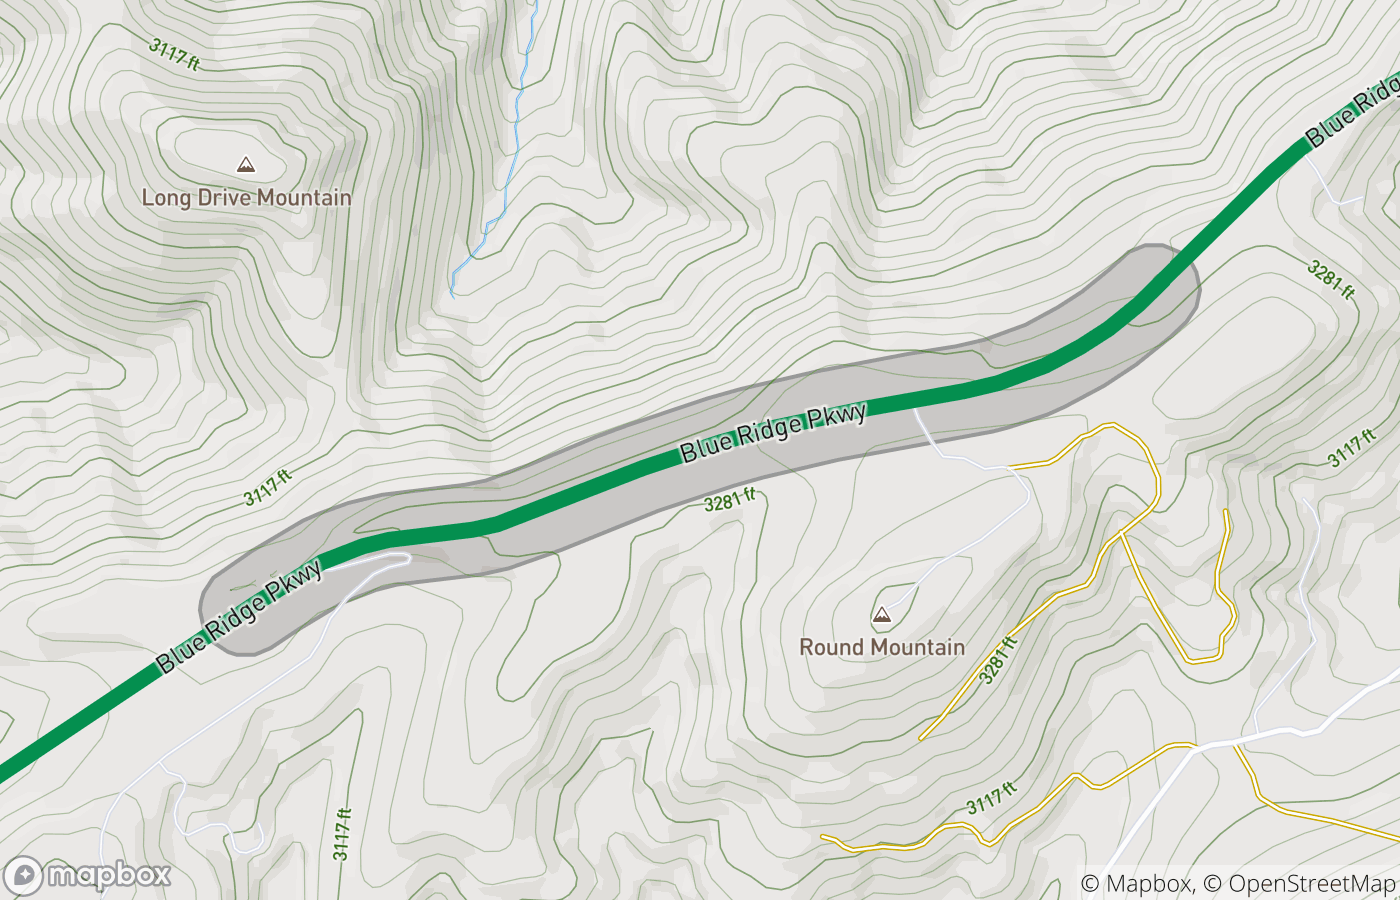 3117 ft
Blue Ridg
Long Drive Mountain
3281 ft
Blue Ridge Pkwy
3117 ft
3117 ft
3281 ft
Blue Ridge Pkwy
Round Mountain
3281 ft
3117 ft
3117 ft
mapbox
© Mapbox, © OpenStreetMap